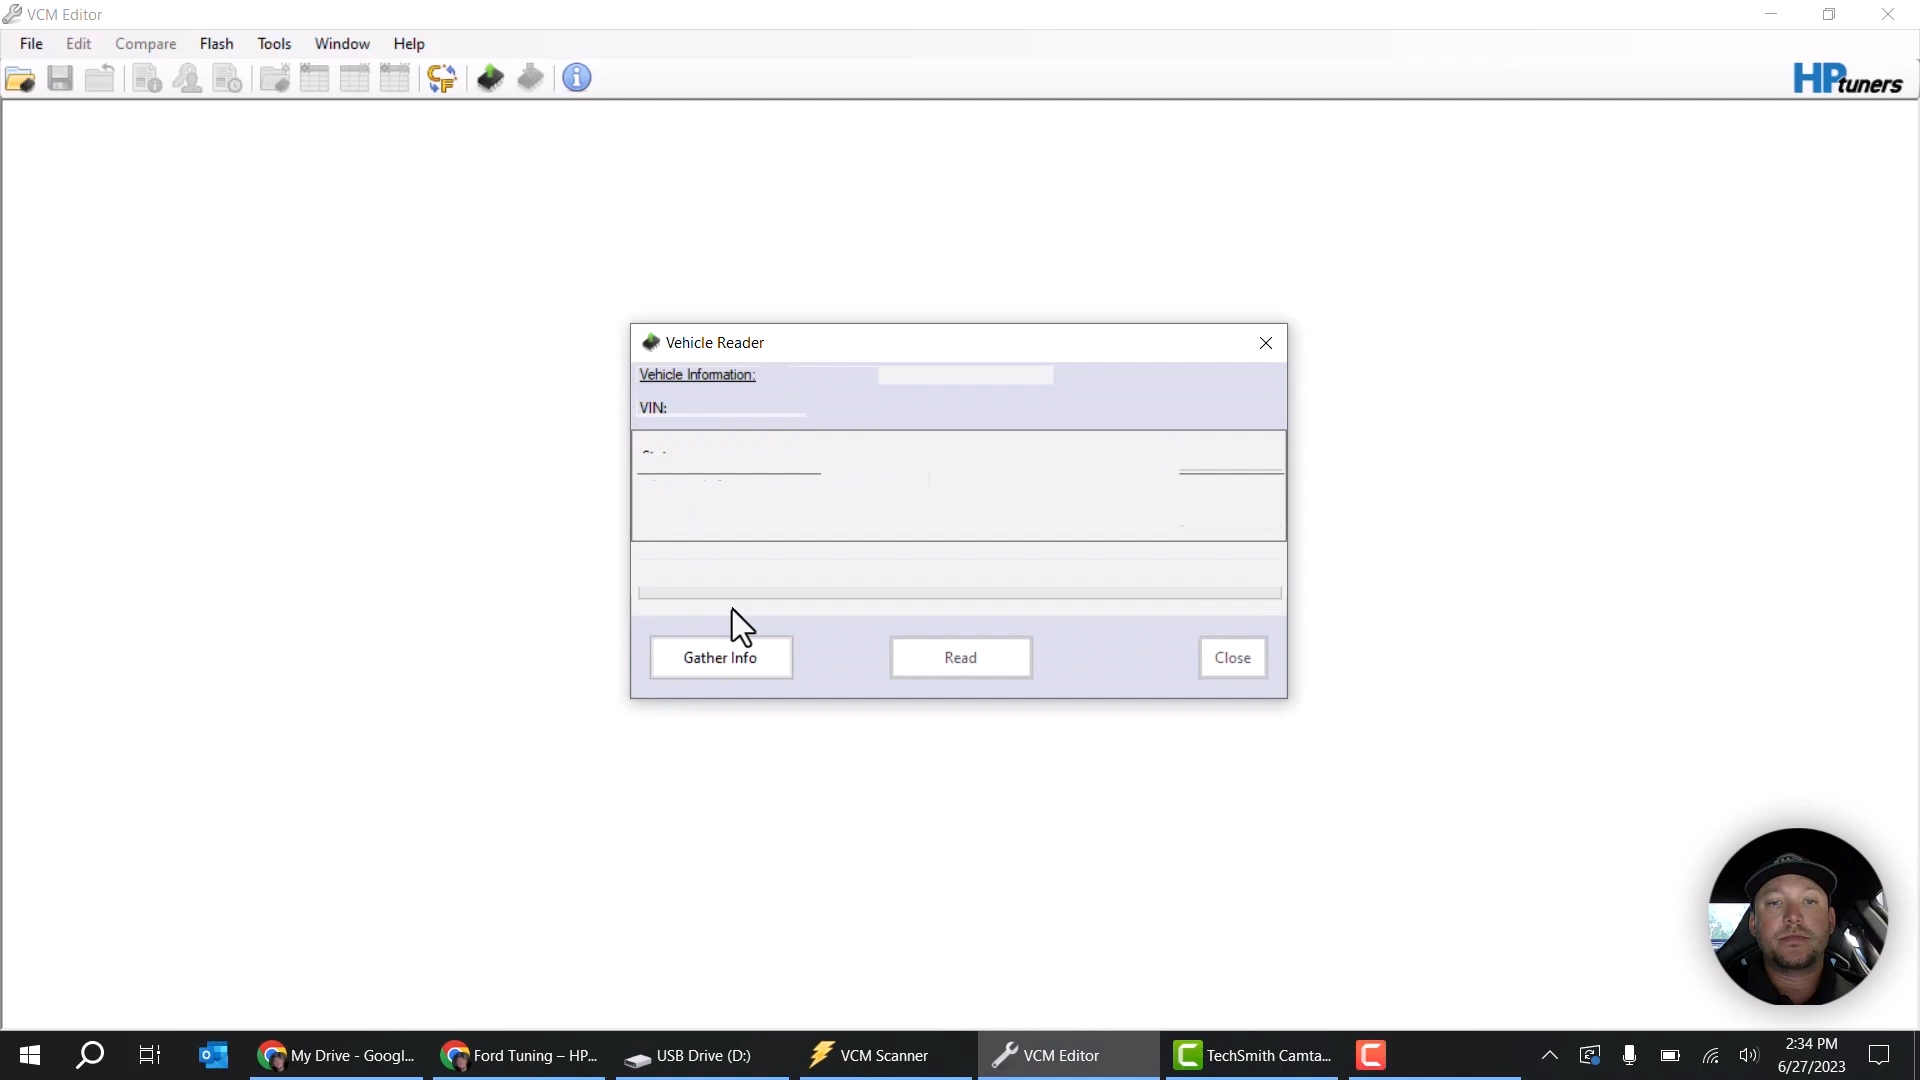 VCM Editor
File Edit Compare Flash Tools Window Help
HPtuners
Vehicle Reader
Vehicle Information:
VIN:
Gather Info Read Close
My Drive - Googl... Ford Tuning – HP... USB Drive (D:) VCM Scanner VCM Editor TechSmith Camta...
2:34 PM
6/27/2023